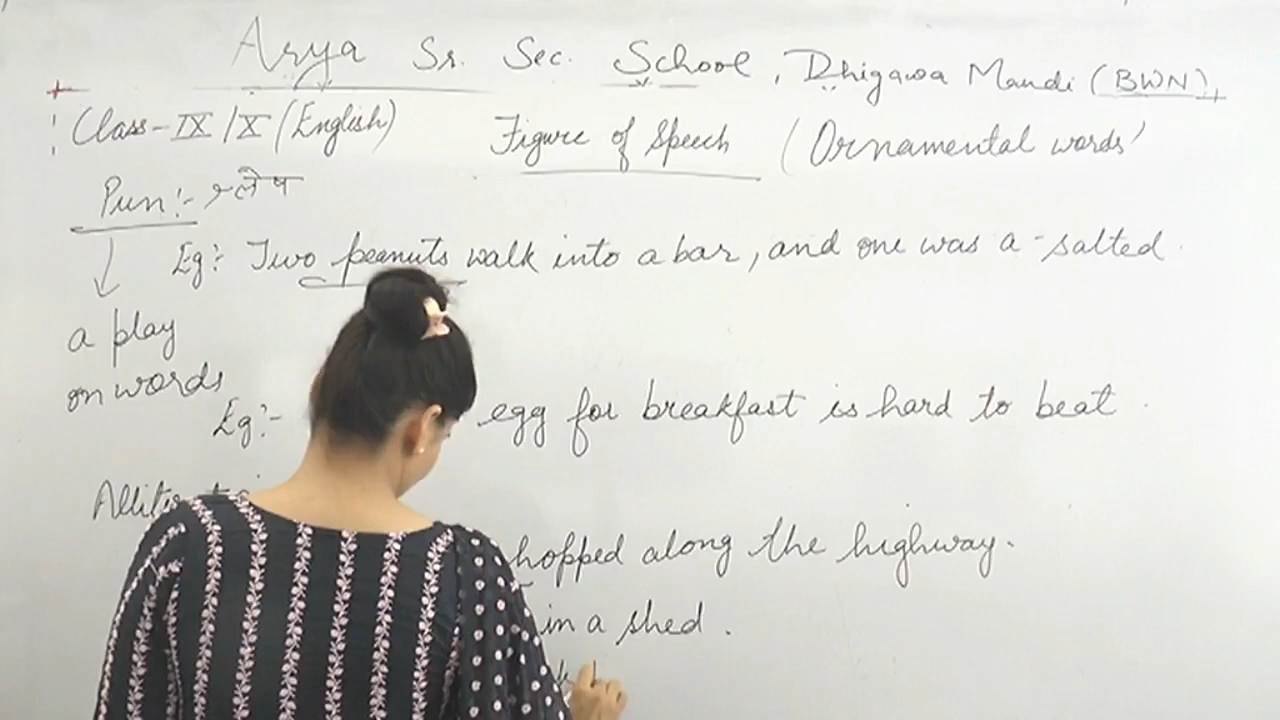 Arya Sr. Sec. School, Dhigawa Mandi (BWN),
Class-IX/X (English) Figure of Speech (Ornamental words)
Pun:- श्लेष
Eg: Two peanuts walk into a bar, and one was a-salted.
a play
on words
Eg:- egg for breakfast is hard to beat.
hopped along the highway.
in a shed.